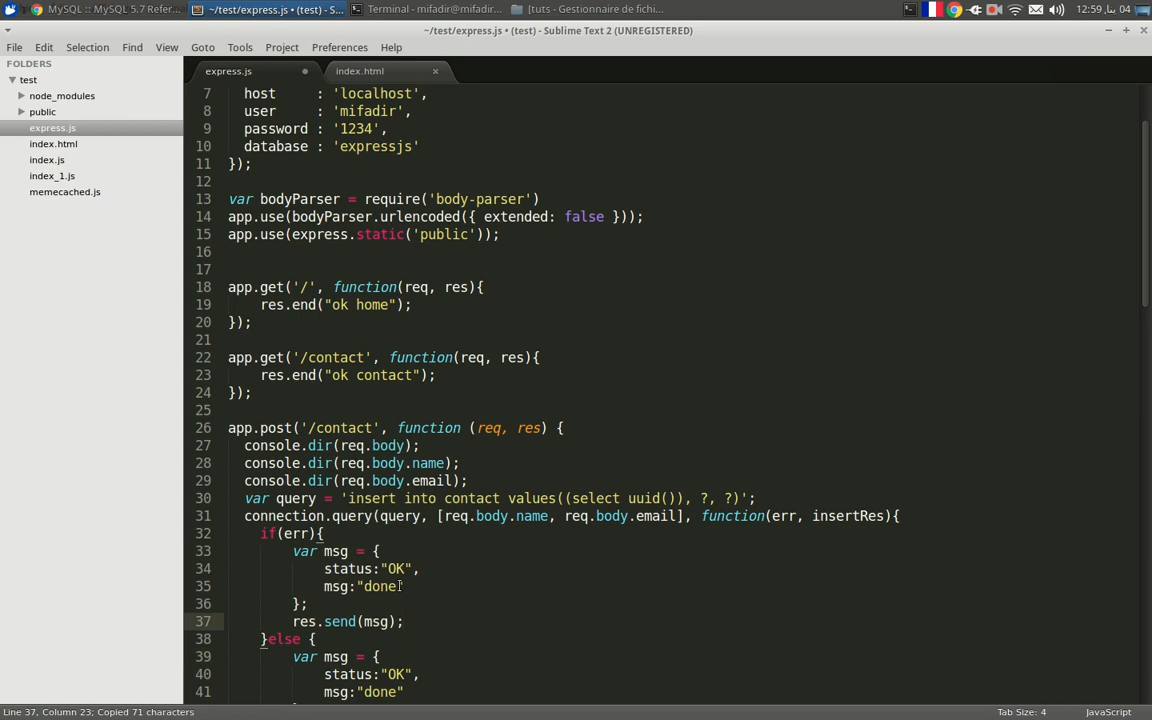 MySQL :: MySQL 5.7 Refer...
~/test/express.js • (test) - S...
Terminal - mifadir@mifadir...
[tuts - Gestionnaire de fichi...
12:59
04
~/test/express.js • (test) - Sublime Text 2 (UNREGISTERED)
File Edit Selection Find View Goto Tools Project Preferences Help
FOLDERS
test
node_modules
public
express.js
index.html
index.js
index_1.js
memecached.js
express.js
index.html
7 host : 'localhost',
8 user : 'mifadir',
9 password : '1234',
10 database : 'expressjs'
11 });
12
13 var bodyParser = require('body-parser')
14 app.use(bodyParser.urlencoded({ extended: false }));
15 app.use(express.static('public'));
16
17
18 app.get('/', function(req, res){
19 res.end("ok home");
20 });
21
22 app.get('/contact', function(req, res){
23 res.end("ok contact");
24 });
25
26 app.post('/contact', function (req, res) {
27 console.dir(req.body);
28 console.dir(req.body.name);
29 console.dir(req.body.email);
30 var query = 'insert into contact values((select uuid()), ?, ?)';
31 connection.query(query, [req.body.name, req.body.email], function(err, insertRes){
32 if(err){
33 var msg = {
34 status:"OK",
35 msg:"done
36 };
37 res.send(msg);
38 }else {
39 var msg = {
40 status:"OK",
41 msg:"done"
Line 37, Column 23; Copied 71 characters
Tab Size: 4
JavaScript